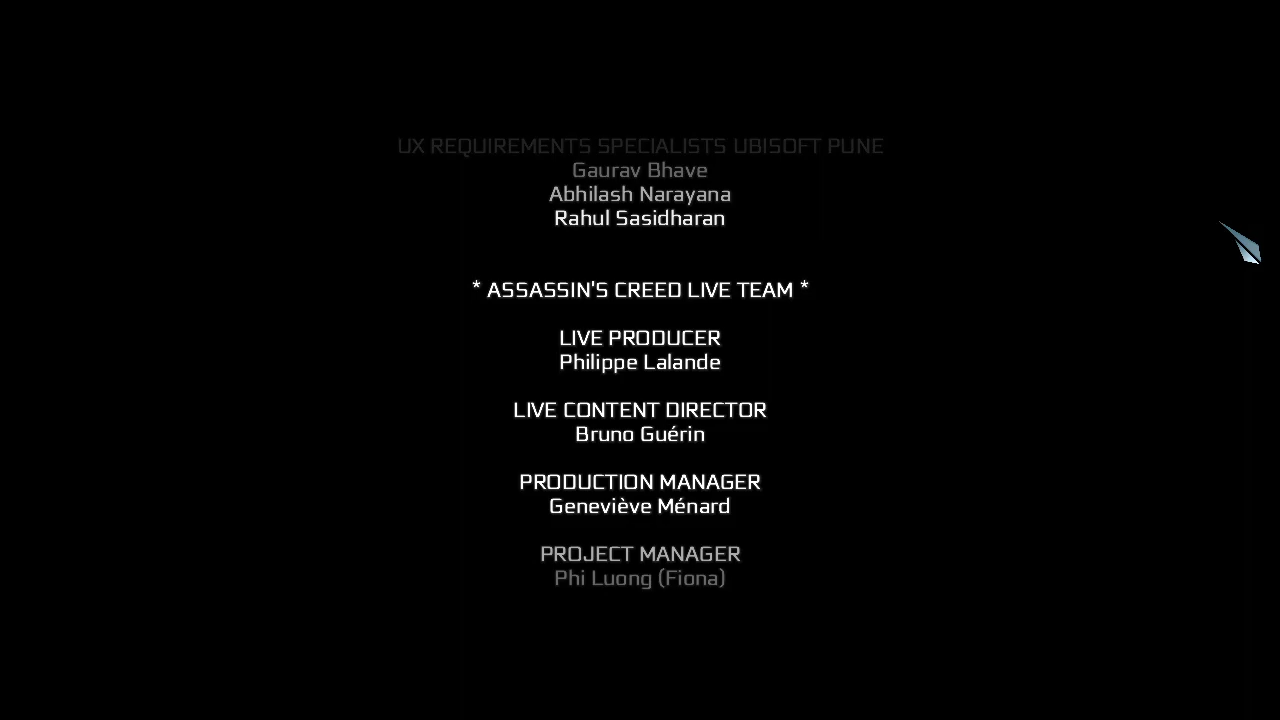 UX REQUIREMENTS SPECIALISTS UBISOFT PUNE
Gaurav Bhave
Abhilash Narayana
Rahul Sasidharan
* ASSASSIN'S CREED LIVE TEAM *
LIVE PRODUCER
Philippe Lalande
LIVE CONTENT DIRECTOR
Bruno Guérin
PRODUCTION MANAGER
Geneviève Ménard
PROJECT MANAGER
Phi Luong (Fiona)